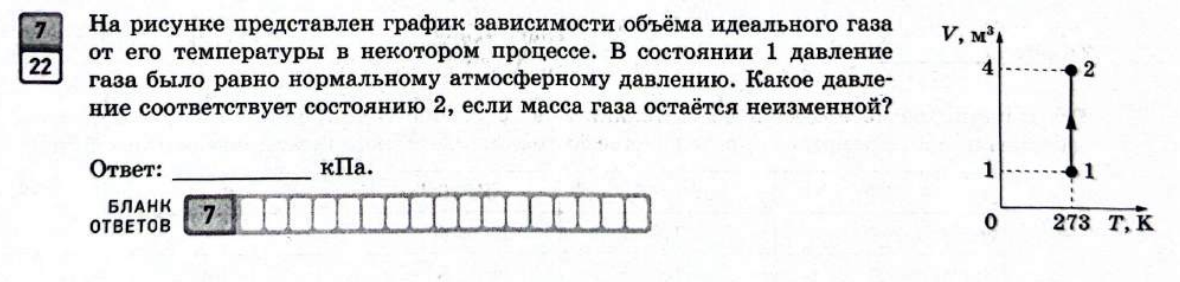 7
22
На рисунке представлен график зависимости объёма идеального газа
от его температуры в некотором процессе. В состоянии 1 давление
газа было равно нормальному атмосферному давлению. Какое давле-
ние соответствует состоянию 2, если масса газа остаётся неизменной?
Ответ: ____________ кПа.
БЛАНК
ОТВЕТОВ
7
V, м³
4
2
1
1
0
273 T, К